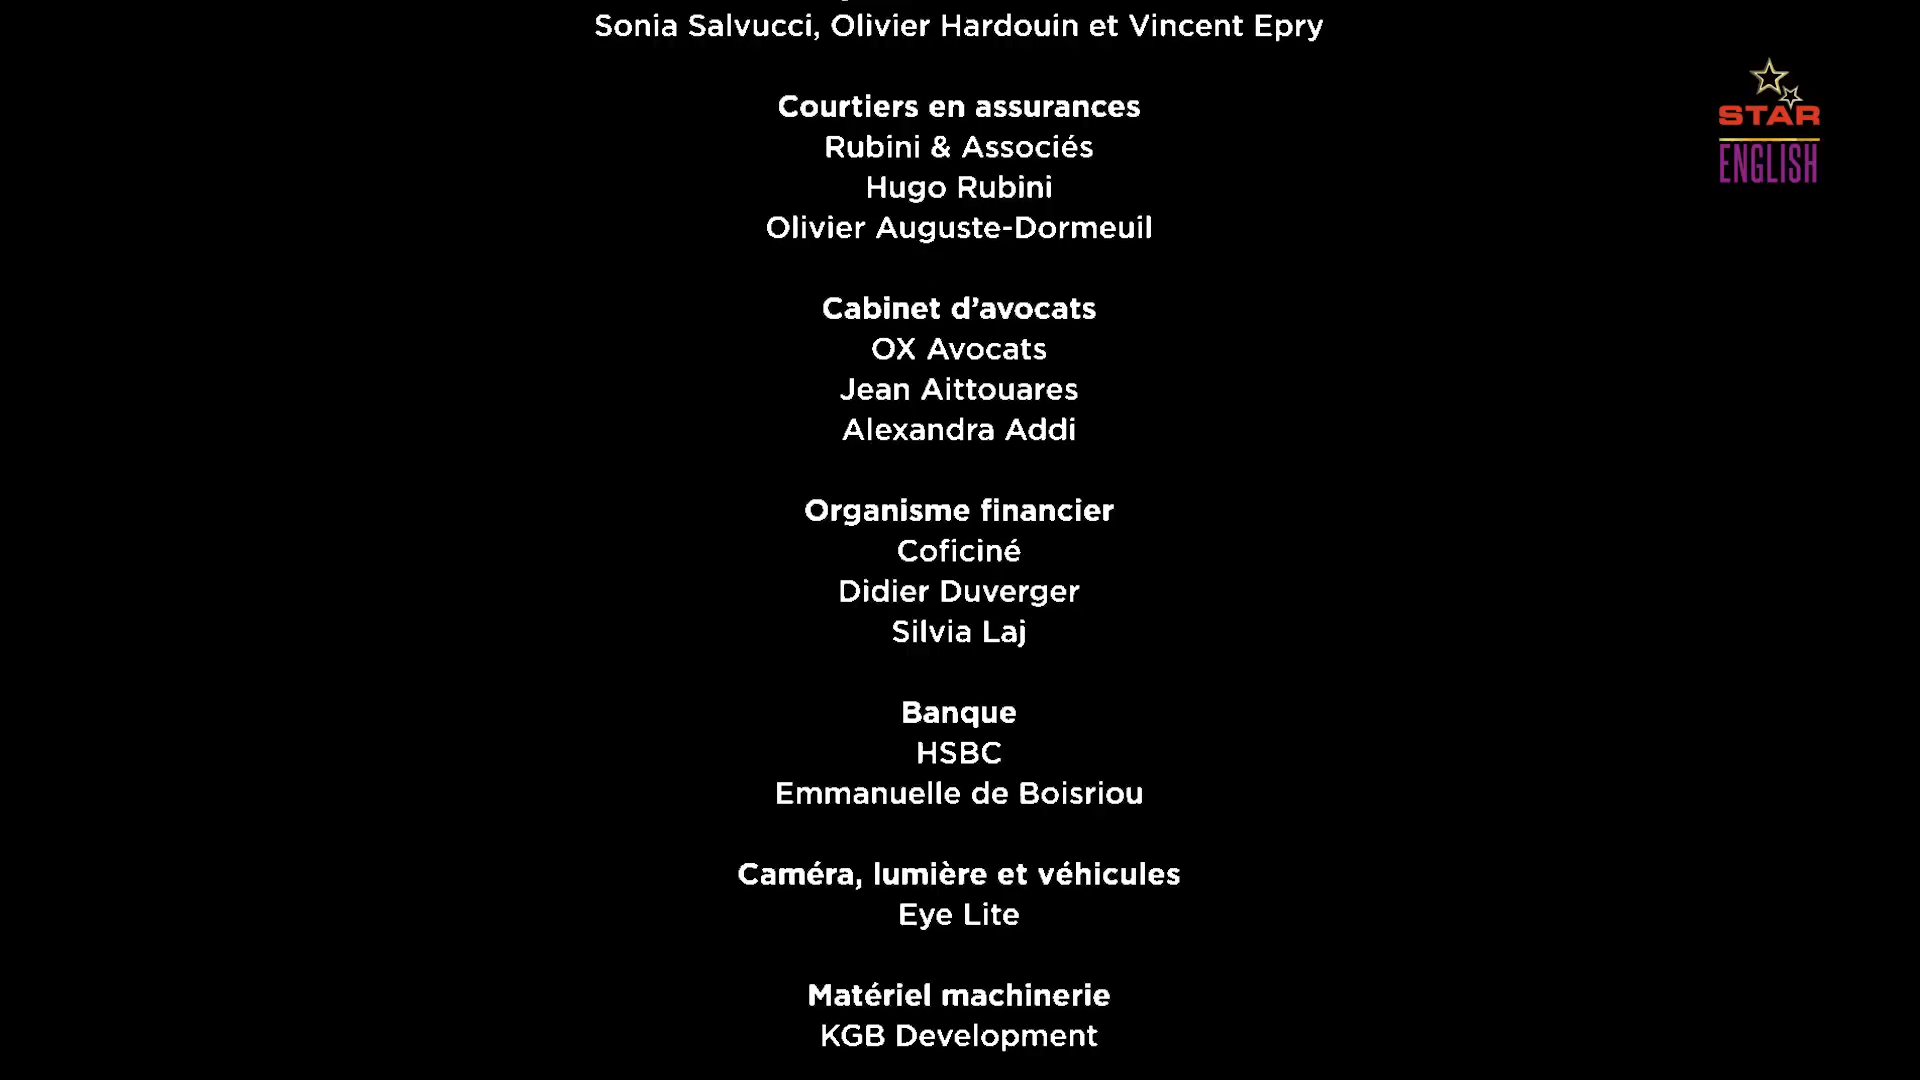 Sonia Salvucci, Olivier Hardouin et Vincent Epry
Courtiers en assurances
Rubini & Associés
Hugo Rubini
Olivier Auguste-Dormeuil
Cabinet d’avocats
OX Avocats
Jean Aittouares
Alexandra Addi
Organisme financier
Coficiné
Didier Duverger
Silvia Laj
Banque
HSBC
Emmanuelle de Boisriou
Caméra, lumière et véhicules
Eye Lite
Matériel machinerie
KGB Development
STAR
ENGLISH